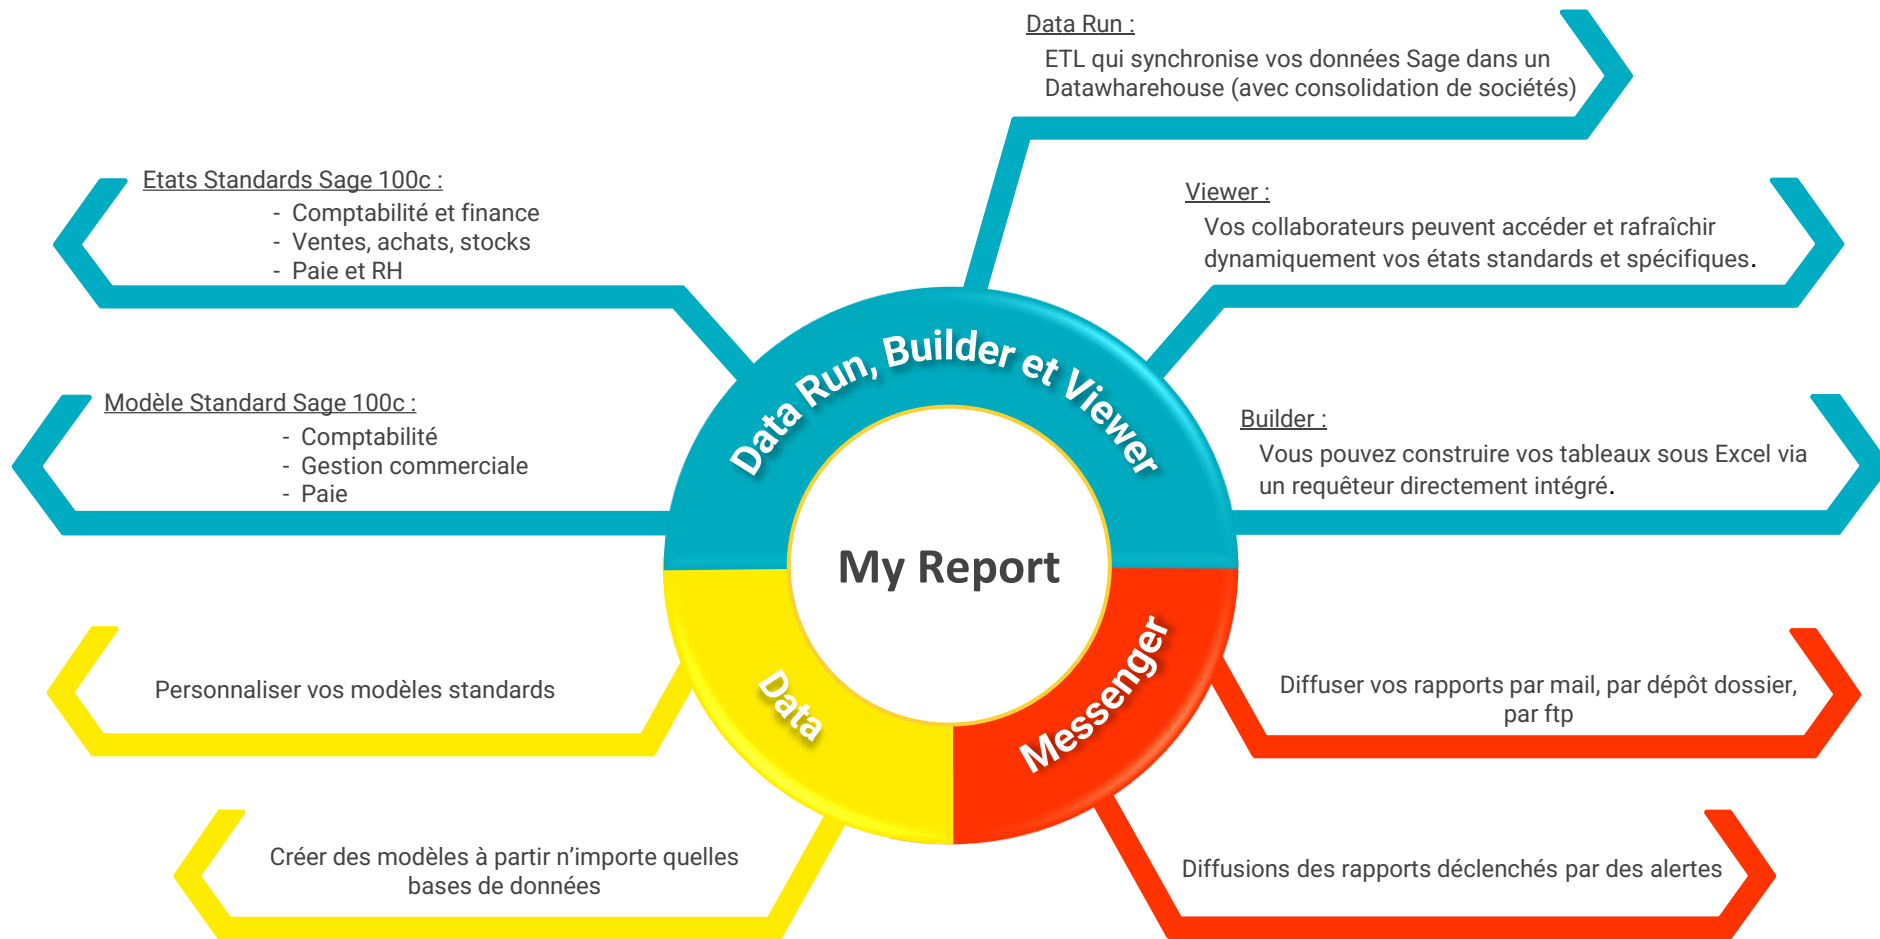 Data Run :
ETL qui synchronise vos données Sage dans un
Datawharehouse (avec consolidation de sociétés)
Etats Standards Sage 100c :
- Comptabilité et finance
- Ventes, achats, stocks
- Paie et RH
Viewer :
Vos collaborateurs peuvent accéder et rafraîchir
dynamiquement vos états standards et spécifiques.
Modèle Standard Sage 100c :
- Comptabilité
- Gestion commerciale
- Paie
Data Run, Builder et Viewer
Builder :
Vous pouvez construire vos tableaux sous Excel via
un requêteur directement intégré.
My Report
Personnaliser vos modèles standards
Data
Messenger
Diffuser vos rapports par mail, par dépôt dossier,
par ftp
Créer des modèles à partir n’importe quelles
bases de données
Diffusions des rapports déclenchés par des alertes